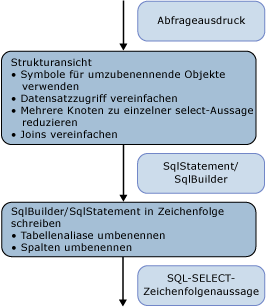 Abfrageausdruck
Strukturansicht
• Symbole für umzubenennende Objekte
verwenden
• Datensatzzugriff vereinfachen
• Mehrere Knoten zu einzelner select-Aussage
reduzieren
• Joins vereinfachen
SqlStatement/
SqlBuilder
SqlBuilder/SqlStatement in Zeichenfolge
schreiben
• Tabellenaliase umbenennen
• Spalten umbenennen
SQL-SELECT-
Zeichenfolgenaussage